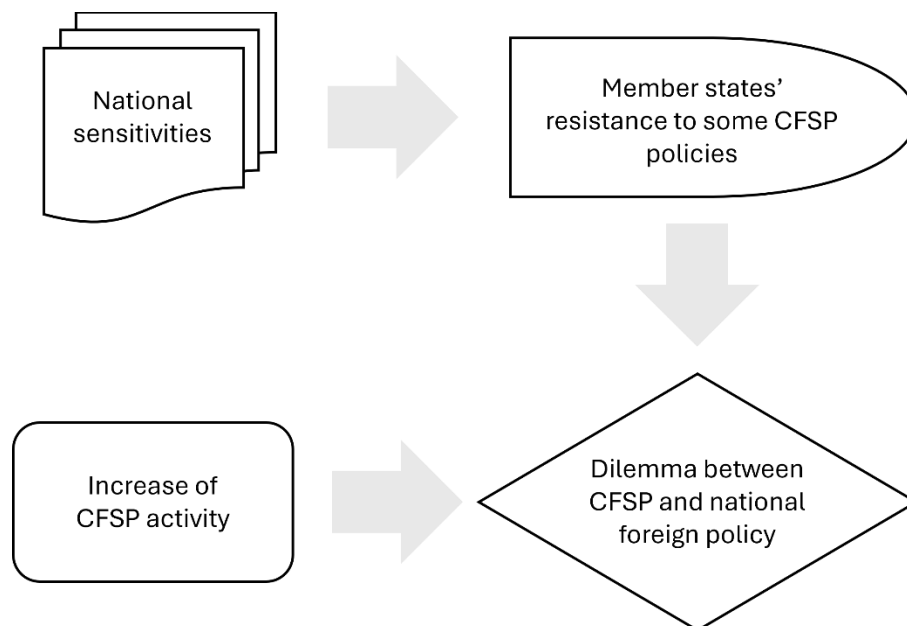 National
sensitivities
Member states’
resistance to some CFSP
policies
Increase of
CFSP activity
Dilemma between
CFSP and national
foreign policy